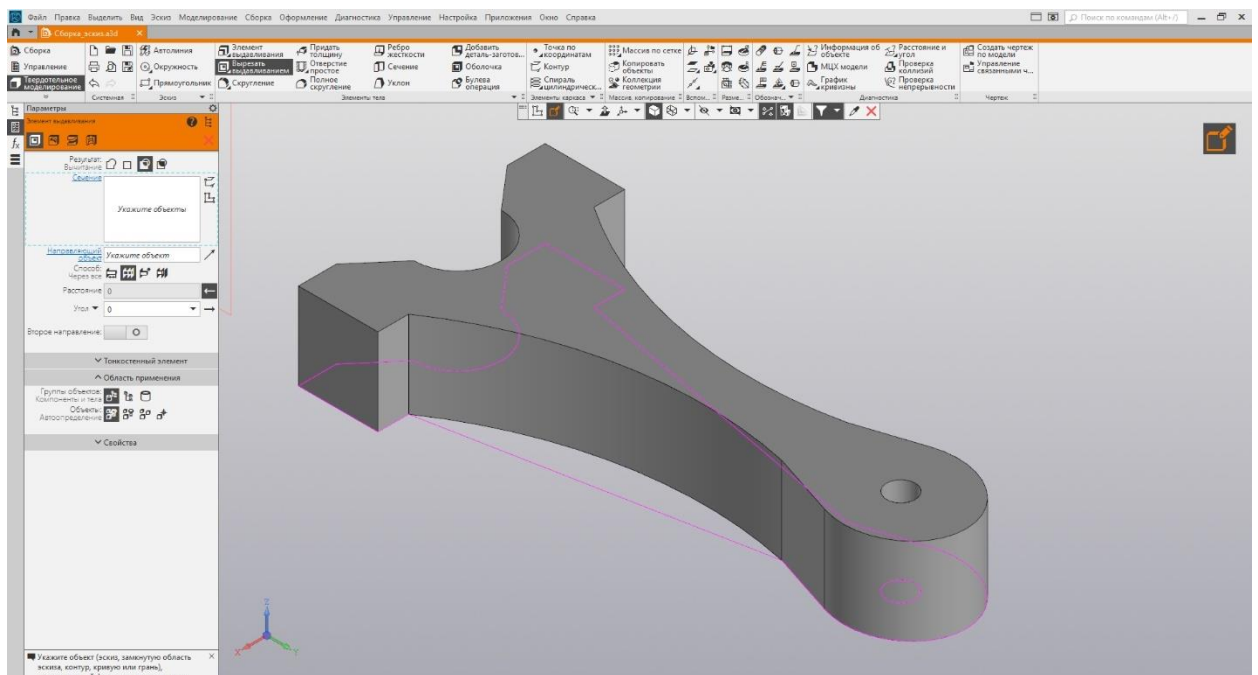 Файл Правка Выделить Вид Эскиз Моделирование Сборка Оформление Диагностика Управление Настройка Приложения Окно Справка
Поиск по командам (Alt+/)
Сборка_эскиз.a3d
Сборка
Управление
Твердотельное моделирование
Системная
Автолиния
Окружность
Прямоугольник
Эскиз
Элемент выдавливания
Вырезать выдавливанием
Скругление
Придать толщину
Отверстие простое
Полное скругление
Ребро жесткости
Сечение
Уклон
Добавить деталь-заготов...
Оболочка
Булева операция
Элементы тела
Точка по координатам
Контур
Спираль цилиндрическ...
Элементы каркаса
Массив по сетке
Копировать объекты
Коллекция геометрии
Массив, копирование
Вспом...
Разме...
Обознач...
Информация об объекте
МЦХ модели
График кривизны
Расстояние и угол
Проверка коллизий
Проверка непрерывности
Диагностика
Создать чертеж по модели
Управление связанными ч...
Чертеж
Параметры
Элемент выдавливания
Результат:
Вычитание
Сечение
Укажите объекты
Направляющий объект
Укажите объект
Способ:
Через все
Расстояние 0
Угол 0
Второе направление:
Тонкостенный элемент
Область применения
Группы объектов:
Компоненты и тела
Объекты:
Автоопределение
Свойства
Z
X
Y
Укажите объект (эскиз, замкнутую область
эскиза, контур, кривую или грань),